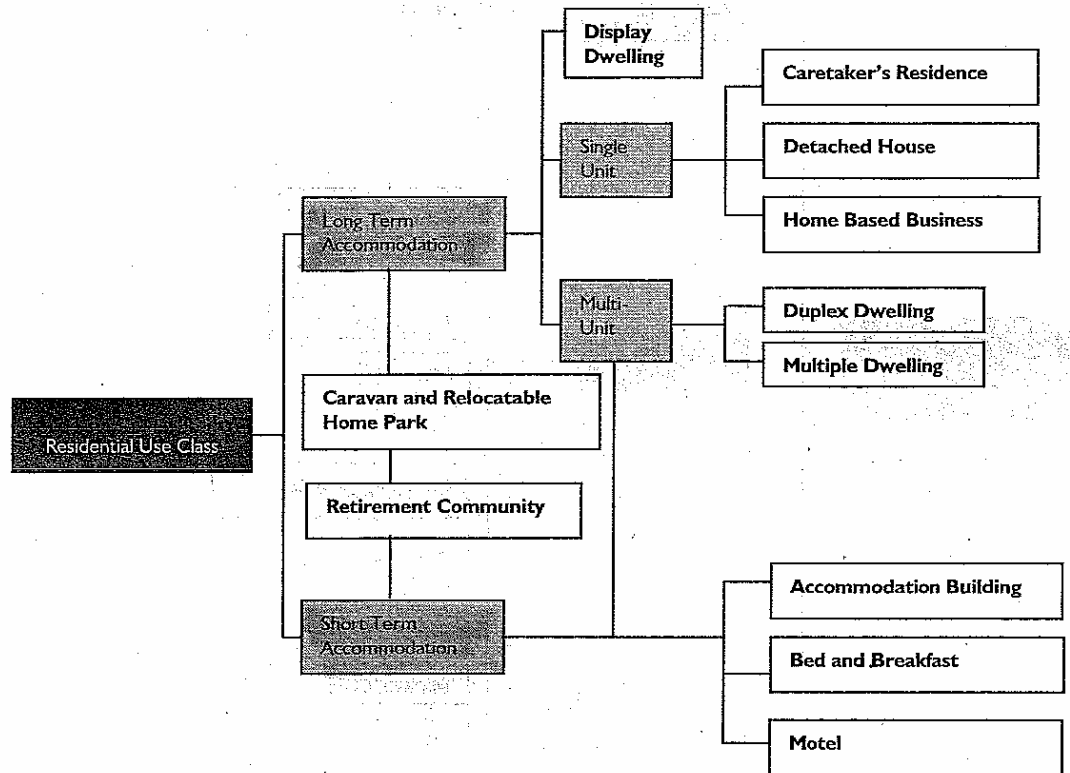 Display
Dwelling
Caretaker's Residence
Single
Unit
Detached House
Home Based Business
Long Term
Accommodation
Multi-
Unit
Duplex Dwelling
Multiple Dwelling
Caravan and Relocatable
Home Park
Residential Use Class
Retirement Community
Accommodation Building
Short Term
Accommodation
Bed and Breakfast
Motel